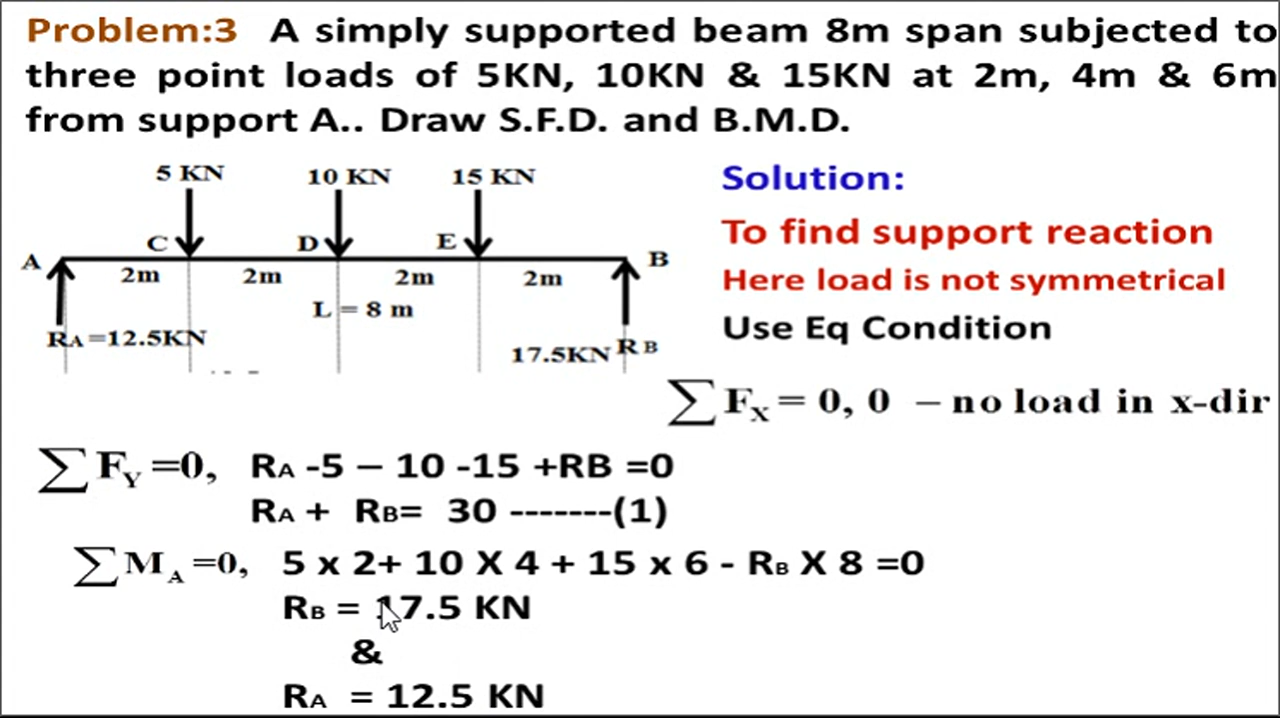 Problem:3 A simply supported beam 8m span subjected to
three point loads of 5KN, 10KN & 15KN at 2m, 4m & 6m
from support A.. Draw S.F.D. and B.M.D.
5 KN 10 KN 15 KN
C D E
A B
2m 2m 2m 2m
L = 8 m
RA =12.5KN
17.5KN RB
Solution:
To find support reaction
Here load is not symmetrical
Use Eq Condition
∑ FX = 0, 0 – no load in x-dir
∑ FY =0, RA -5 – 10 -15 +RB =0
RA + RB= 30 -------(1)
∑ MA =0, 5 x 2+ 10 X 4 + 15 x 6 - RB X 8 =0
RB = 17.5 KN
&
RA = 12.5 KN